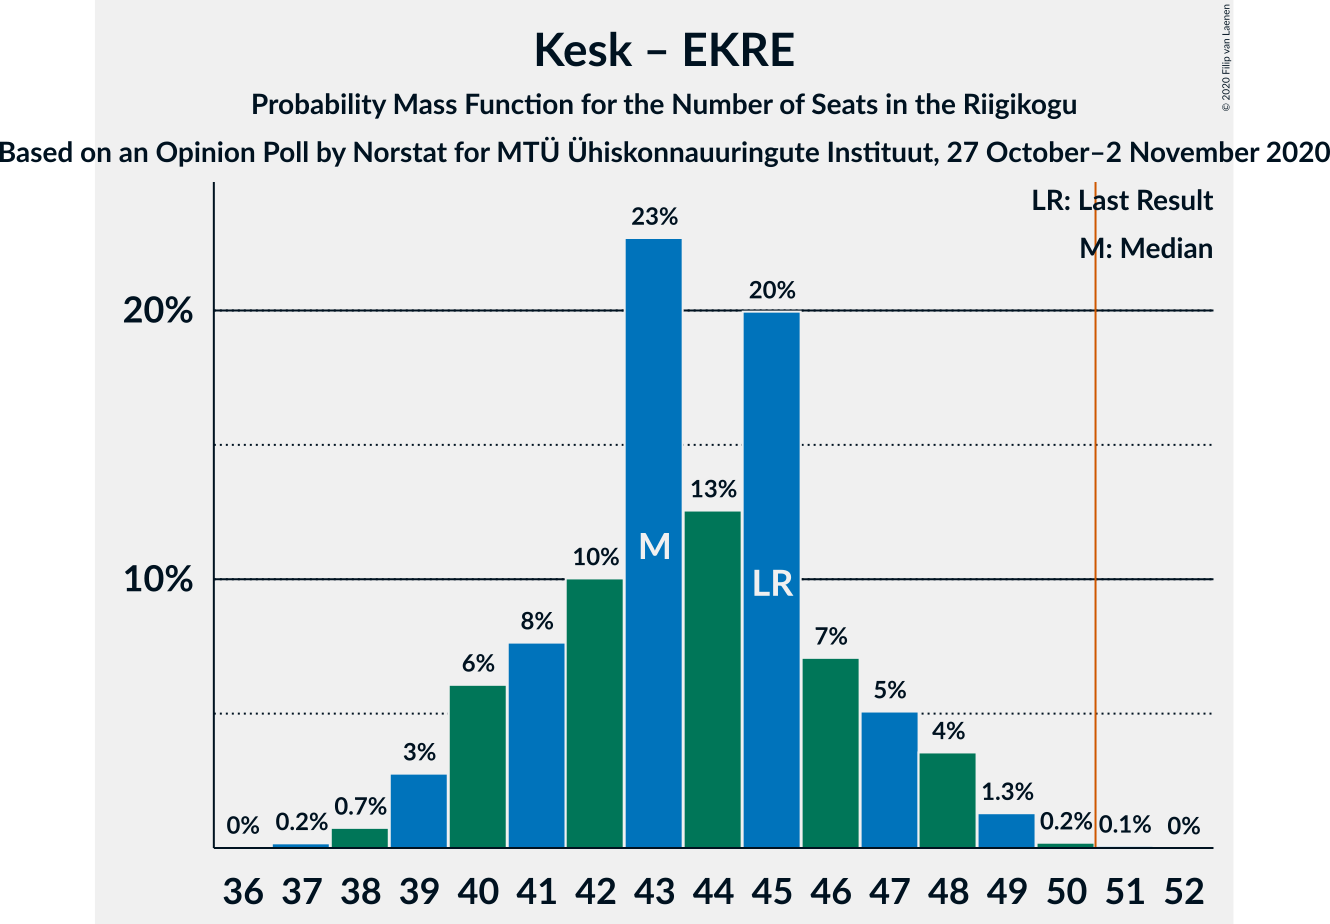 Kesk – EKRE
Probability Mass Function for the Number of Seats in the Riigikogu
Based on an Opinion Poll by Norstat for MTÜ Ühiskonnauuringute Instituut, 27 October–2 November 2020
© 2020 Filip van Laenen
LR: Last Result
M: Median
20%
10%
0% 0.2% 0.7% 3% 6% 8% 10% 23% 13% 20% 7% 5% 4% 1.3% 0.2% 0.1% 0%
M
LR
36 37 38 39 40 41 42 43 44 45 46 47 48 49 50 51 52